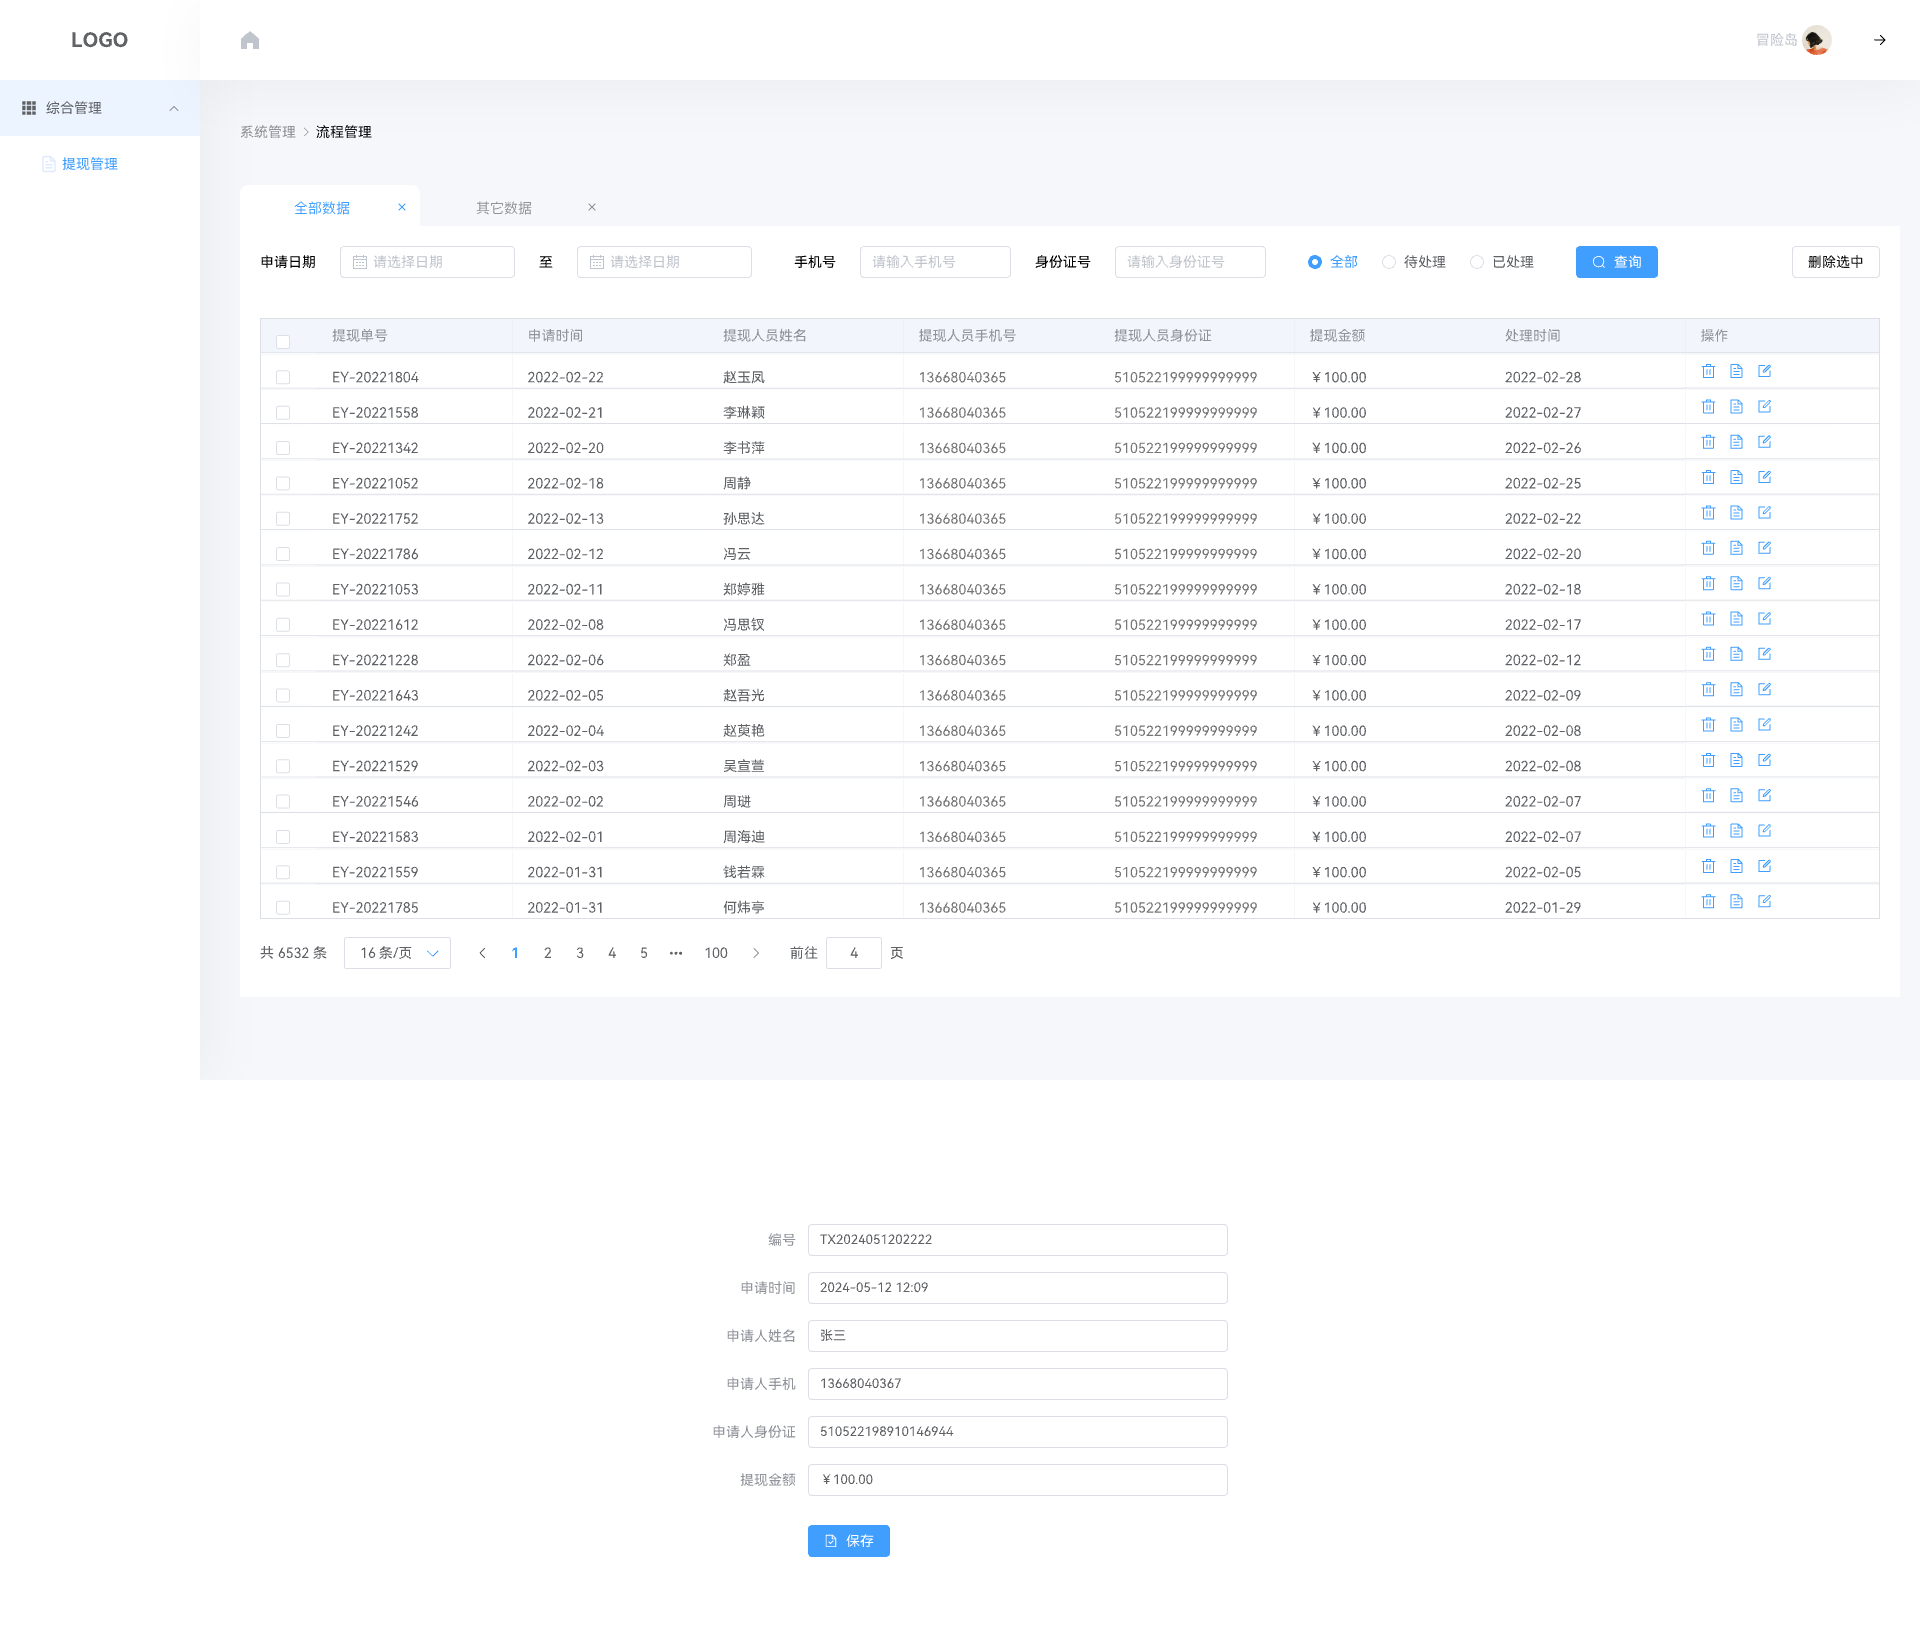 LOGO
冒险岛
综合管理
提现管理
系统管理 > 流程管理
全部数据 × 其它数据 ×
申请日期 请选择日期 至 请选择日期 手机号 请输入手机号 身份证号 请输入身份证号 全部 待处理 已处理 查询 删除选中
提现单号 申请时间 提现人员姓名 提现人员手机号 提现人员身份证 提现金额 处理时间 操作
EY-20221804 2022-02-22 赵玉凤 13668040365 510522199999999999 ¥100.00 2022-02-28
EY-20221558 2022-02-21 李琳颖 13668040365 510522199999999999 ¥100.00 2022-02-27
EY-20221342 2022-02-20 李书萍 13668040365 510522199999999999 ¥100.00 2022-02-26
EY-20221052 2022-02-18 周静 13668040365 510522199999999999 ¥100.00 2022-02-25
EY-20221752 2022-02-13 孙思达 13668040365 510522199999999999 ¥100.00 2022-02-22
EY-20221786 2022-02-12 冯云 13668040365 510522199999999999 ¥100.00 2022-02-20
EY-20221053 2022-02-11 郑婷雅 13668040365 510522199999999999 ¥100.00 2022-02-18
EY-20221612 2022-02-08 冯思钗 13668040365 510522199999999999 ¥100.00 2022-02-17
EY-20221228 2022-02-06 郑盈 13668040365 510522199999999999 ¥100.00 2022-02-12
EY-20221643 2022-02-05 赵吾光 13668040365 510522199999999999 ¥100.00 2022-02-09
EY-20221242 2022-02-04 13668040365 510522199999999999 ¥100.00 2022-02-08
EY-20221529 2022-02-03 吴宣萱 13668040365 510522199999999999 ¥100.00 2022-02-08
EY-20221546 2022-02-02 13668040365 510522199999999999 ¥100.00 2022-02-07
EY-20221583 2022-02-01 周海迪 13668040365 510522199999999999 ¥100.00 2022-02-07
EY-20221559 2022-01-31 钱若霖 13668040365 510522199999999999 ¥100.00 2022-02-05
EY-20221785 2022-01-31 何炜亭 13668040365 510522199999999999 ¥100.00 2022-01-29
共 6532 条 16 条/页 < 1 2 3 4 5 ••• 100 > 前往 4 页
编号 TX2024051202222
申请时间 2024-05-12 12:09
申请人姓名 张三
申请人手机 13668040367
申请人身份证 510522198910146944
提现金额 ¥100.00
保存